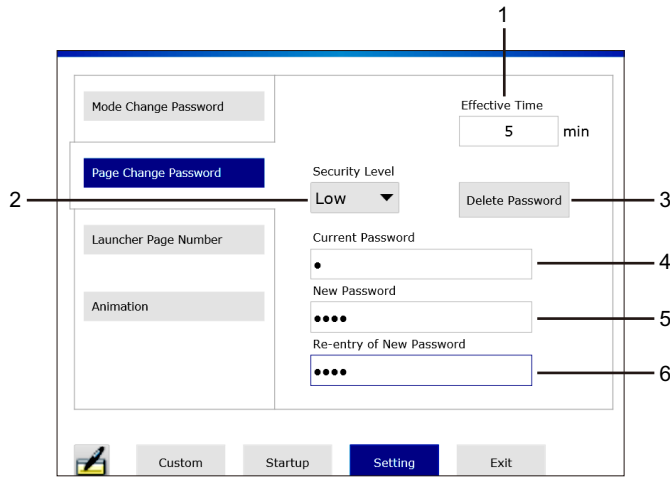 1
Mode Change Password
Effective Time
5 min
Page Change Password
Security Level
2
Low
Delete Password
3
Launcher Page Number
Current Password
●
4
Animation
New Password
●●●●
5
Re-entry of New Password
●●●●
6
Custom Startup Setting Exit